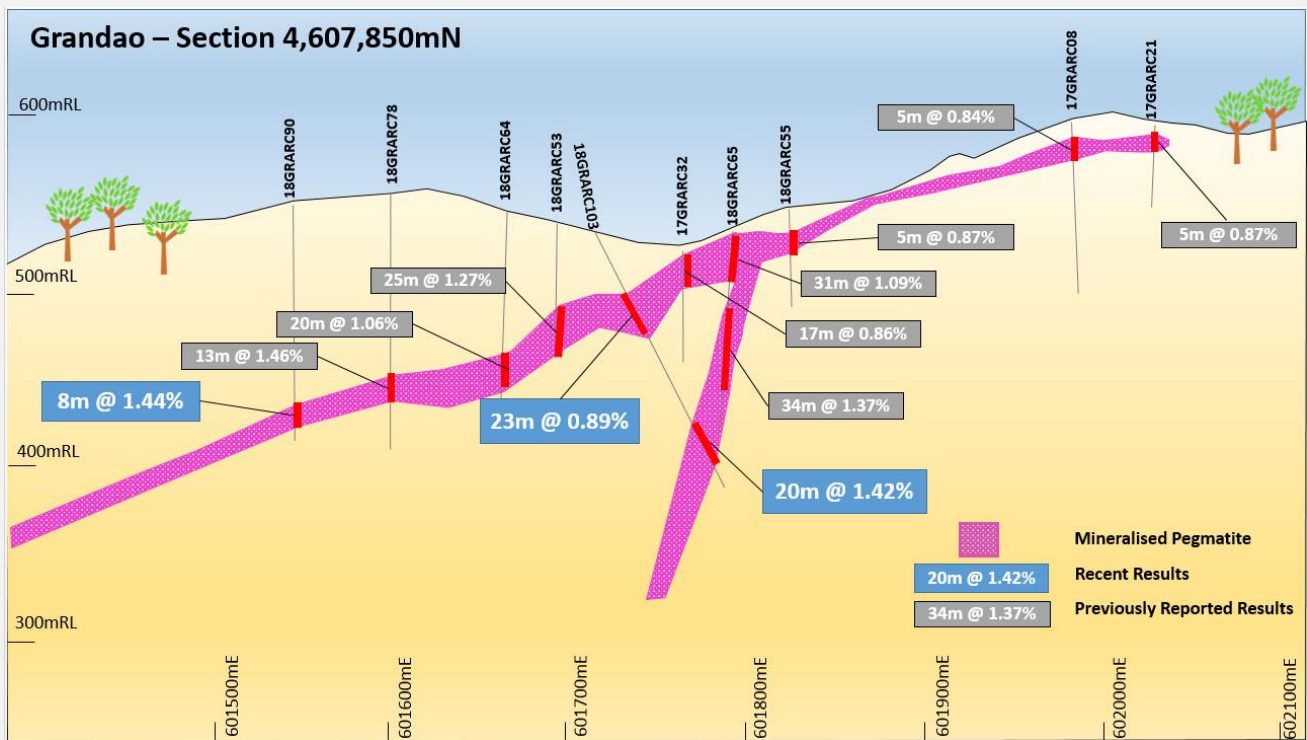 Grandao – Section 4,607,850mN
600mRL
500mRL
400mRL
300mRL
18GRARC90
18GRARC78
18GRARC64
18GRARC53
18GRARC103
17GRARC32
18GRARC65
18GRARC55
17GRARC08
17GRARC21
5m @ 0.84%
5m @ 0.87%
5m @ 0.87%
31m @ 1.09%
17m @ 0.86%
34m @ 1.37%
25m @ 1.27%
20m @ 1.06%
13m @ 1.46%
8m @ 1.44%
23m @ 0.89%
20m @ 1.42%
Mineralised Pegmatite
20m @ 1.42% Recent Results
34m @ 1.37% Previously Reported Results
601500mE
601600mE
601700mE
601800mE
601900mE
602000mE
602100mE